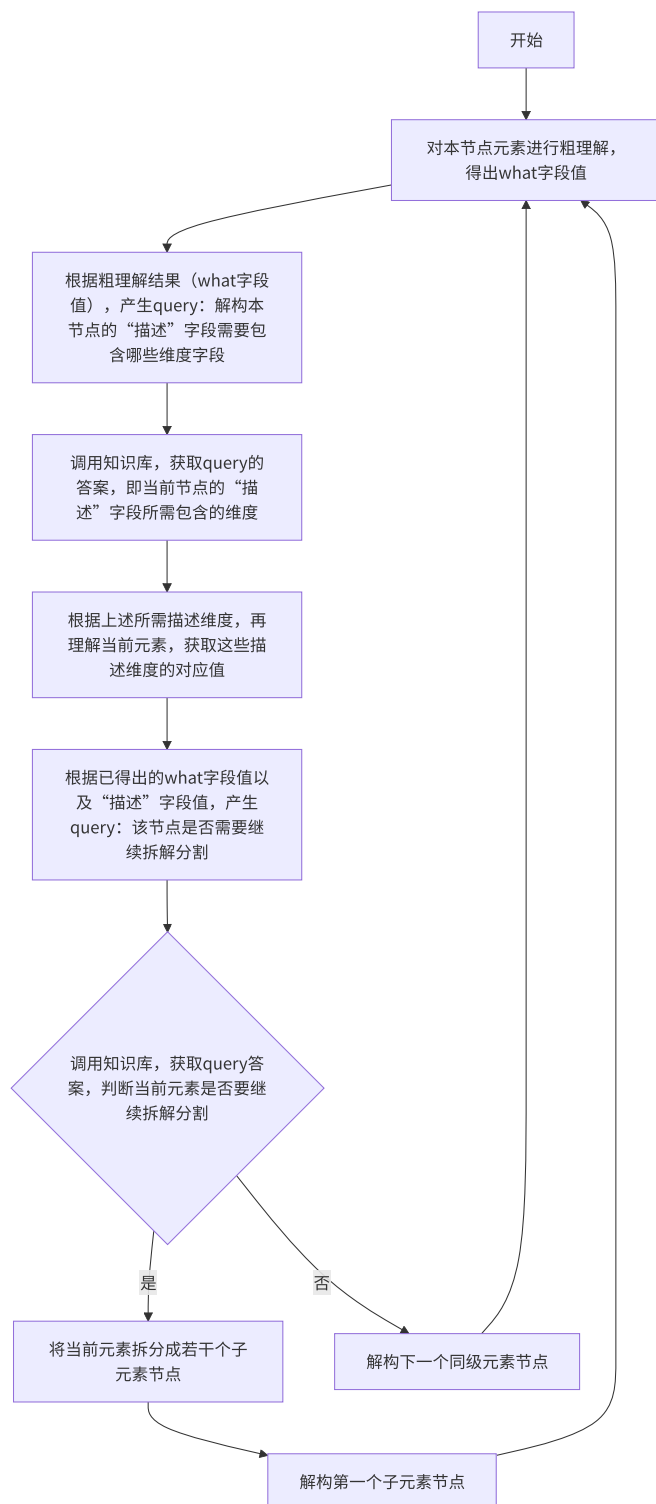 开始
对本节点元素进行粗理解，
得出what字段值
根据粗理解结果（what字段
值），产生query：解构本
节点的“描述”字段需要包
含哪些维度字段
调用知识库，获取query的
答案，即当前节点的“描
述”字段所需包含的维度
根据上述所需描述维度，再
理解当前元素，获取这些描
述维度的对应值
根据已得出的what字段值以
及“描述”字段值，产生
query：该节点是否需要继
续拆解分割
调用知识库，获取query答
案，判断当前元素是否要继
续拆解分割
是
否
将当前元素拆分成若干个子
元素节点
解构下一个同级元素节点
解构第一个子元素节点